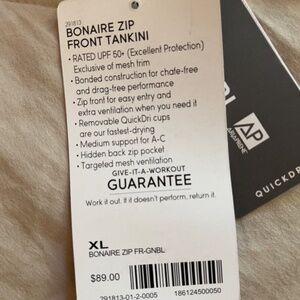 291813
BONAIRE ZIP
FRONT TANKINI
• RATED UPF 50+ (Excellent Protection)
Exclusive of mesh trim
• Bonded construction for chafe-free
and drag-free performance
• Zip front for easy entry and
extra ventilation when you need it
• Removable QuickDri cups
are our fastest-drying
• Medium support for A-C
• Hidden back zip pocket
• Targeted mesh ventilation
GIVE-IT-A-WORKOUT
GUARANTEE
Work it out. If it doesn't perform, return it.
XL
BONAIRE ZIP FR-GNBL
$89.00
291813-01-2-0005
186124500050
AP
QUICKDRI